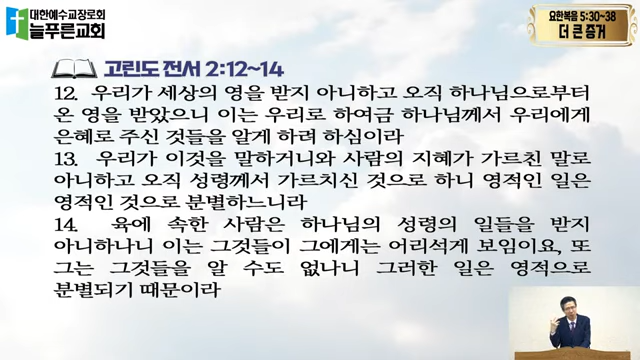 대한예수교장로회
늘푸른교회
요한복음 5:30~38
더 큰 증거
고린도 전서 2:12~14
12. 우리가 세상의 영을 받지 아니하고 오직 하나님으로부터
온 영을 받았으니 이는 우리로 하여금 하나님께서 우리에게
은혜로 주신 것들을 알게 하려 하심이라
13. 우리가 이것을 말하거니와 사람의 지혜가 가르친 말로
아니하고 오직 성령께서 가르치신 것으로 하니 영적인 일은
영적인 것으로 분별하느니라
14. 육에 속한 사람은 하나님의 성령의 일들을 받지
아니하나니 이는 그것들이 그에게는 어리석게 보임이요, 또
그는 그것들을 알 수도 없나니 그러한 일은 영적으로
분별되기 때문이라